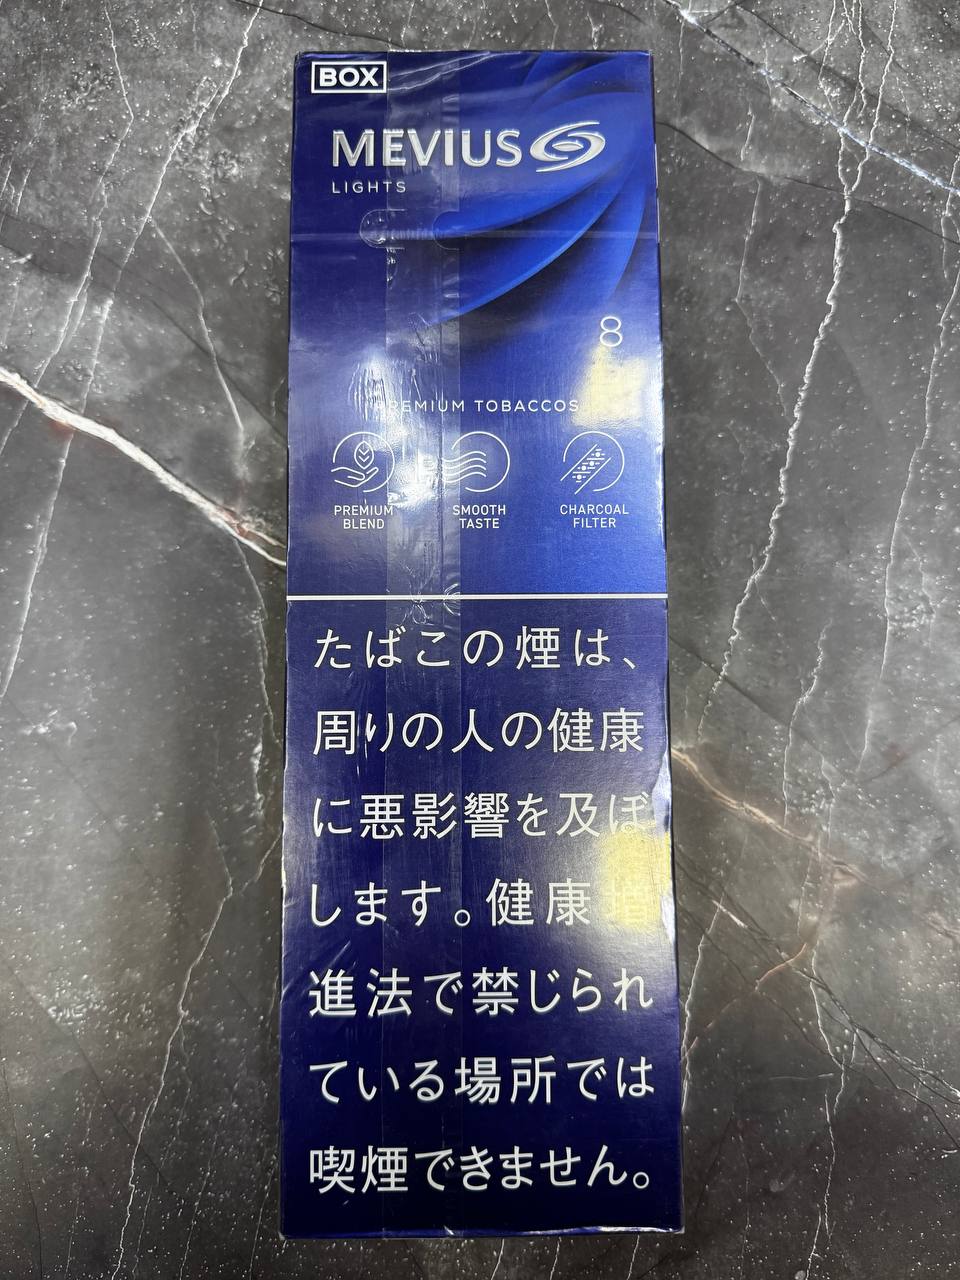 BOX
MEVIUS
LIGHTS
8
PREMIUM TOBACCOS
PREMIUM
BLEND
SMOOTH
TASTE
CHARCOAL
FILTER
たばこの煙は、
周りの人の健康
に悪影響を及ぼ
します。健康増
進法で禁じられ
ている場所では
喫煙できません。